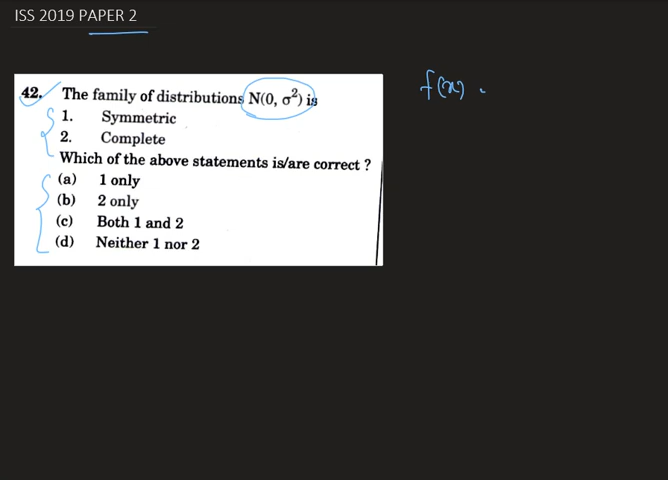 ISS 2019 PAPER 2
42. The family of distributions N(0, σ²) is
1. Symmetric
2. Complete
Which of the above statements is/are correct ?
(a) 1 only
(b) 2 only
(c) Both 1 and 2
(d) Neither 1 nor 2
f(x)